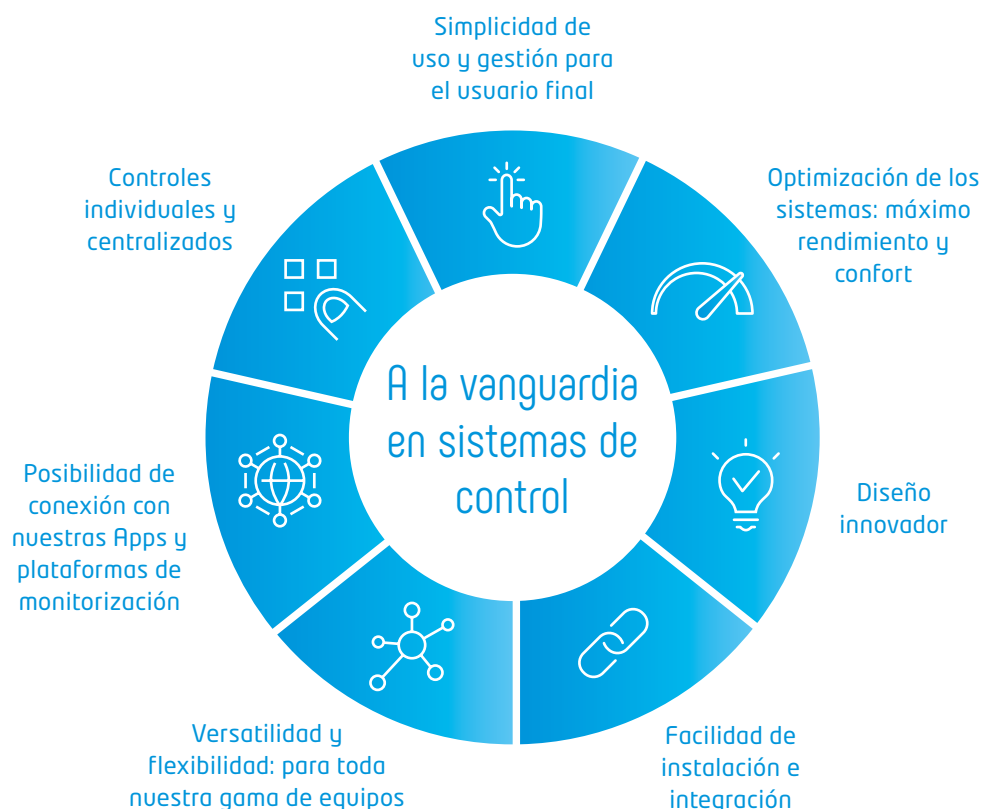 Simplicidad de
uso y gestión para
el usuario final
Optimización de los
sistemas: máximo
rendimiento y
confort
Diseño
innovador
Facilidad de
instalación e
integración
Versatilidad y
flexibilidad: para toda
nuestra gama de equipos
Posibilidad de
conexión con
nuestras Apps y
plataformas de
monitorización
Controles
individuales y
centralizados
A la vanguardia
en sistemas de
control